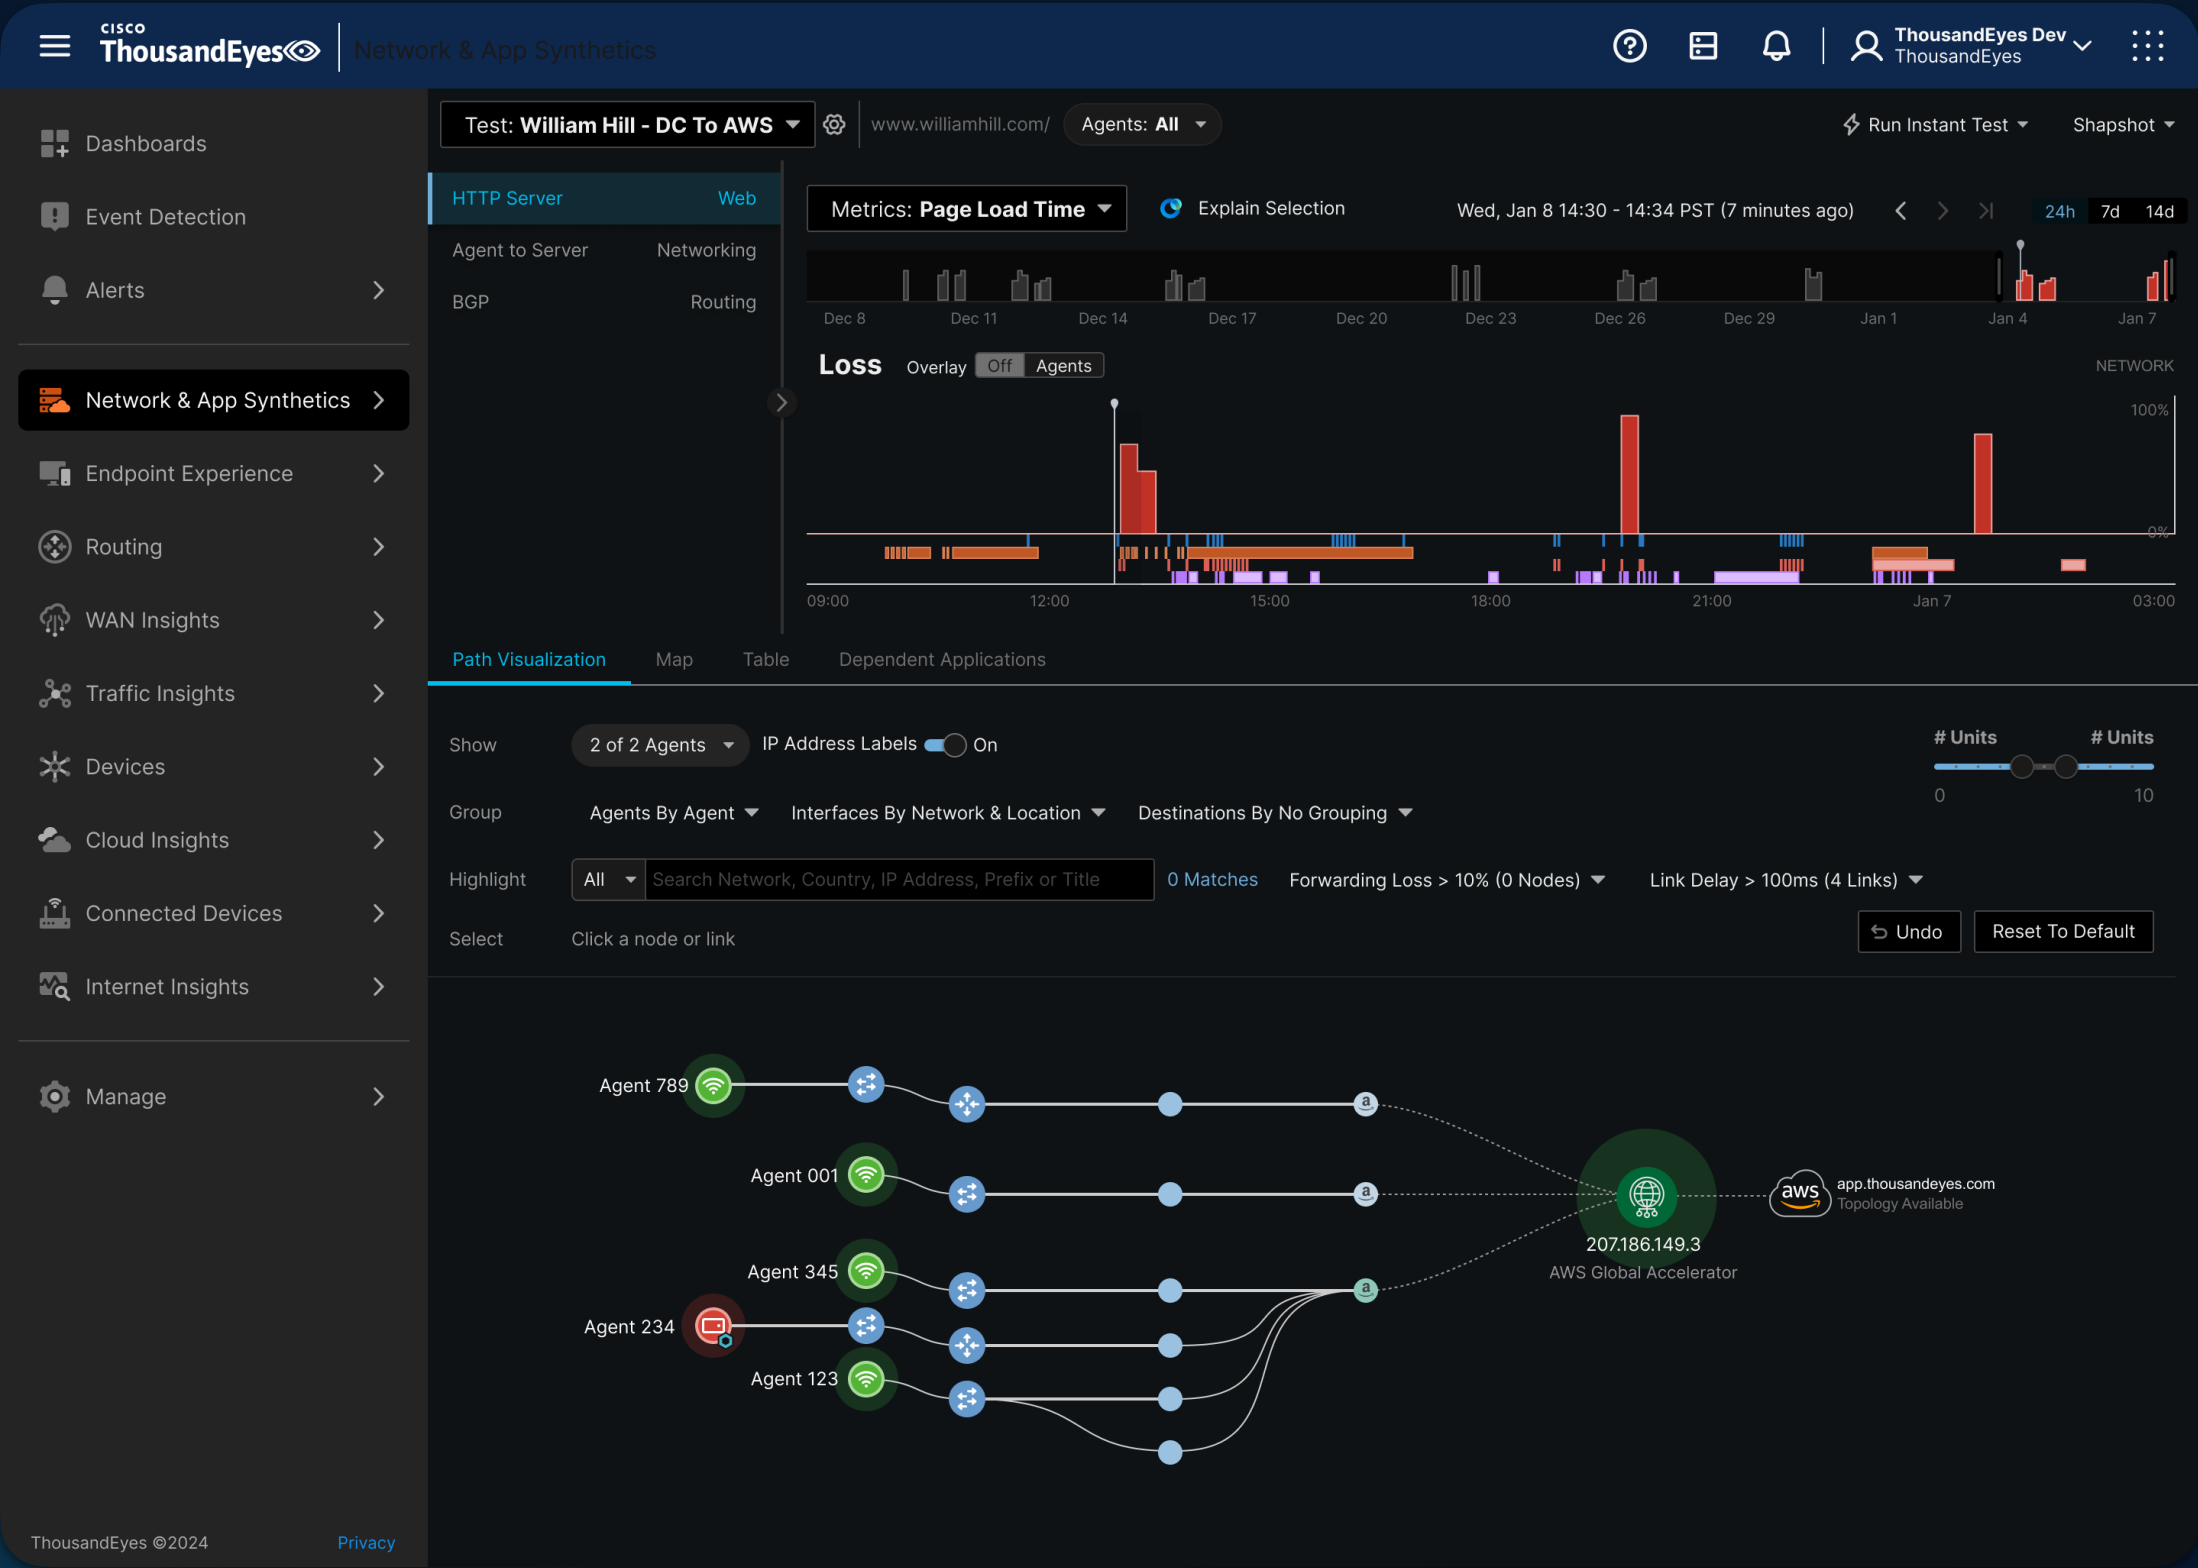 CISCO
ThousandEyes
Network & App Synthetics
ThousandEyes Dev
ThousandEyes
Dashboards
Event Detection
Alerts
Network & App Synthetics
Endpoint Experience
Routing
WAN Insights
Traffic Insights
Devices
Cloud Insights
Connected Devices
Internet Insights
Manage
ThousandEyes ©2024 Privacy
Test: William Hill - DC To AWS www.williamhill.com/ Agents: All Run Instant Test Shapshot
HTTP Server Web
Agent to Server Networking
BGP Routing
Metrics: Page Load Time Explain Selection Wed, Jan 8 14:30 - 14:34 PST (7 minutes ago) 24h 7d 14d
Dec 8 Dec 11 Dec 14 Dec 17 Dec 20 Dec 23 Dec 26 Dec 29 Jan 1 Jan 4 Jan 7
Loss Overlay Off Agents NETWORK
100%
0%
09:00 12:00 15:00 18:00 21:00 Jan 7 03:00
Path Visualization Map Table Dependent Applications
Show 2 of 2 Agents IP Address Labels On
# Units # Units
0 10
Group Agents By Agent Interfaces By Network & Location Destinations By No Grouping
Highlight All Search Network, Country, IP Address, Prefix or Title 0 Matches Forwarding Loss > 10% (0 Nodes) Link Delay > 100ms (4 Links)
Select Click a node or link Undo Reset To Default
Agent 789
a
Agent 001
a
Agent 345
a
Agent 234
Agent 123
207.186.149.3
AWS Global Accelerator
aws
app.thousandeyes.com
Topology Available